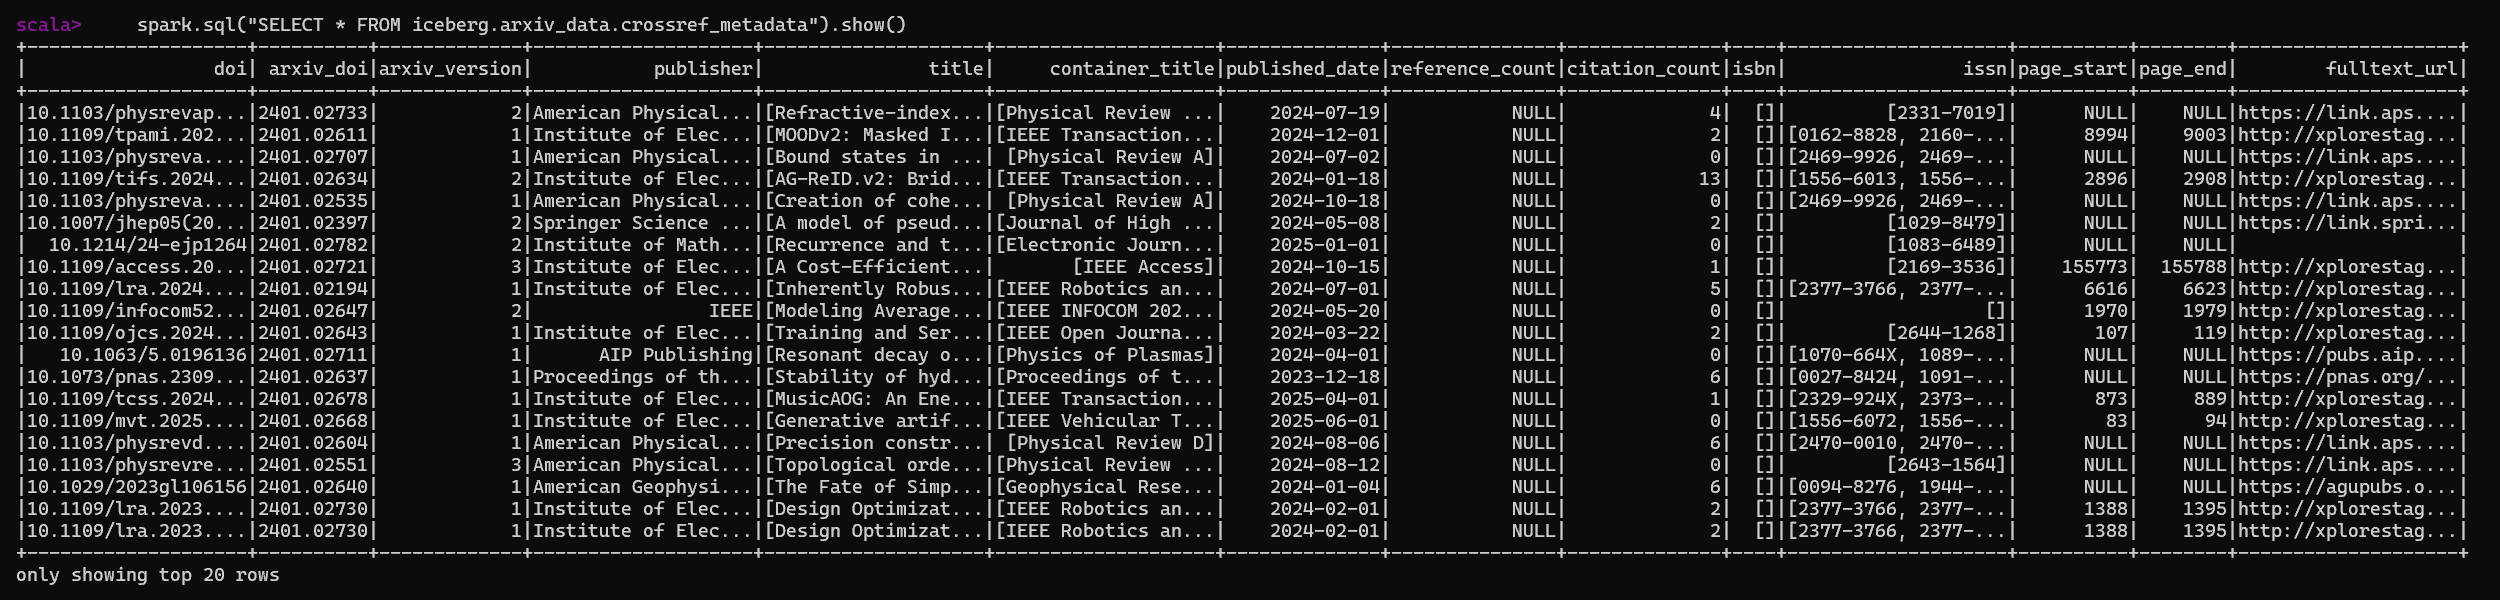 scala>     spark.sql("SELECT * FROM iceberg.arxiv_data.crossref_metadata").show()
+--------------------+----------+-------------+--------------------+--------------------+--------------------+--------------+---------------+--------------+----+--------------------+----------+--------+--------------------+
|                 doi| arxiv_doi|arxiv_version|           publisher|               title|     container_title|published_date|reference_count|citation_count|isbn|                issn|page_start|page_end|        fulltext_url|
+--------------------+----------+-------------+--------------------+--------------------+--------------------+--------------+---------------+--------------+----+--------------------+----------+--------+--------------------+
|10.1103/physrevap...|2401.02733|            2|American Physical...|[Refractive-index...|[Physical Review ...|    2024-07-19|           NULL|             4|  []|         [2331-7019]|      NULL|    NULL|https://link.aps....|
|10.1109/tpami.202...|2401.02611|            1|Institute of Elec...|[MOODv2: Masked I...|[IEEE Transaction...|    2024-12-01|           NULL|             2|  []|[0162-8828, 2160-...|      8994|    9003|http://xplorestag...|
|10.1103/physreva....|2401.02707|            1|American Physical...|[Bound states in ...| [Physical Review A]|    2024-07-02|           NULL|             0|  []|[2469-9926, 2469-...|      NULL|    NULL|https://link.aps....|
|10.1109/tifs.2024...|2401.02634|            2|Institute of Elec...|[AG-ReID.v2: Brid...|[IEEE Transaction...|    2024-01-18|           NULL|            13|  []|[1556-6013, 1556-...|      2896|    2908|http://xplorestag...|
|10.1103/physreva....|2401.02535|            1|American Physical...|[Creation of cohe...| [Physical Review A]|    2024-10-18|           NULL|             0|  []|[2469-9926, 2469-...|      NULL|    NULL|https://link.aps....|
|10.1007/jhep05(20...|2401.02397|            2|Springer Science ...|[A model of pseud...|[Journal of High ...|    2024-05-08|           NULL|             2|  []|         [1029-8479]|      NULL|    NULL|https://link.spri...|
|  10.1214/24-ejp1264|2401.02782|            2|Institute of Math...|[Recurrence and t...|[Electronic Journ...|    2025-01-01|           NULL|             0|  []|         [1083-6489]|      NULL|    NULL|                    |
|10.1109/access.20...|2401.02721|            3|Institute of Elec...|[A Cost-Efficient...|       [IEEE Access]|    2024-10-15|           NULL|             1|  []|         [2169-3536]|    155773|  155788|http://xplorestag...|
|10.1109/lra.2024....|2401.02194|            1|Institute of Elec...|[Inherently Robus...|[IEEE Robotics an...|    2024-07-01|           NULL|             5|  []|[2377-3766, 2377-...|      6616|    6623|http://xplorestag...|
|10.1109/infocom52...|2401.02647|            2|                IEEE|[Modeling Average...|[IEEE INFOCOM 202...|    2024-05-20|           NULL|             0|  []|                  []|      1970|    1979|http://xplorestag...|
|10.1109/ojcs.2024...|2401.02643|            1|Institute of Elec...|[Training and Ser...|[IEEE Open Journa...|    2024-03-22|           NULL|             2|  []|         [2644-1268]|       107|     119|http://xplorestag...|
|   10.1063/5.0196136|2401.02711|            1|      AIP Publishing|[Resonant decay o...|[Physics of Plasmas]|    2024-04-01|           NULL|             0|  []|[1070-664X, 1089-...|      NULL|    NULL|https://pubs.aip....|
|10.1073/pnas.2309...|2401.02637|            1|Proceedings of th...|[Stability of hyd...|[Proceedings of t...|    2023-12-18|           NULL|             6|  []|[0027-8424, 1091-...|      NULL|    NULL|https://pnas.org/...|
|10.1109/tcss.2024...|2401.02678|            1|Institute of Elec...|[MusicAOG: An Ene...|[IEEE Transaction...|    2025-04-01|           NULL|             1|  []|[2329-924X, 2373-...|       873|     889|http://xplorestag...|
|10.1109/mvt.2025....|2401.02668|            1|Institute of Elec...|[Generative artif...|[IEEE Vehicular T...|    2025-06-01|           NULL|             0|  []|[1556-6072, 1556-...|        83|      94|http://xplorestag...|
|10.1103/physrevd....|2401.02604|            1|American Physical...|[Precision constr...| [Physical Review D]|    2024-08-06|           NULL|             6|  []|[2470-0010, 2470-...|      NULL|    NULL|https://link.aps....|
|10.1103/physrevre...|2401.02551|            3|American Physical...|[Topological orde...|[Physical Review ...|    2024-08-12|           NULL|             0|  []|         [2643-1564]|      NULL|    NULL|https://link.aps....|
|10.1029/2023gl106156|2401.02640|            1|American Geophysi...|[The Fate of Simp...|[Geophysical Rese...|    2024-01-04|           NULL|             6|  []|[0094-8276, 1944-...|      NULL|    NULL|https://agupubs.o...|
|10.1109/lra.2023....|2401.02730|            1|Institute of Elec...|[Design Optimizat...|[IEEE Robotics an...|    2024-02-01|           NULL|             2|  []|[2377-3766, 2377-...|      1388|    1395|http://xplorestag...|
|10.1109/lra.2023....|2401.02730|            1|Institute of Elec...|[Design Optimizat...|[IEEE Robotics an...|    2024-02-01|           NULL|             2|  []|[2377-3766, 2377-...|      1388|    1395|http://xplorestag...|
+--------------------+----------+-------------+--------------------+--------------------+--------------------+--------------+---------------+--------------+----+--------------------+----------+--------+--------------------+
only showing top 20 rows